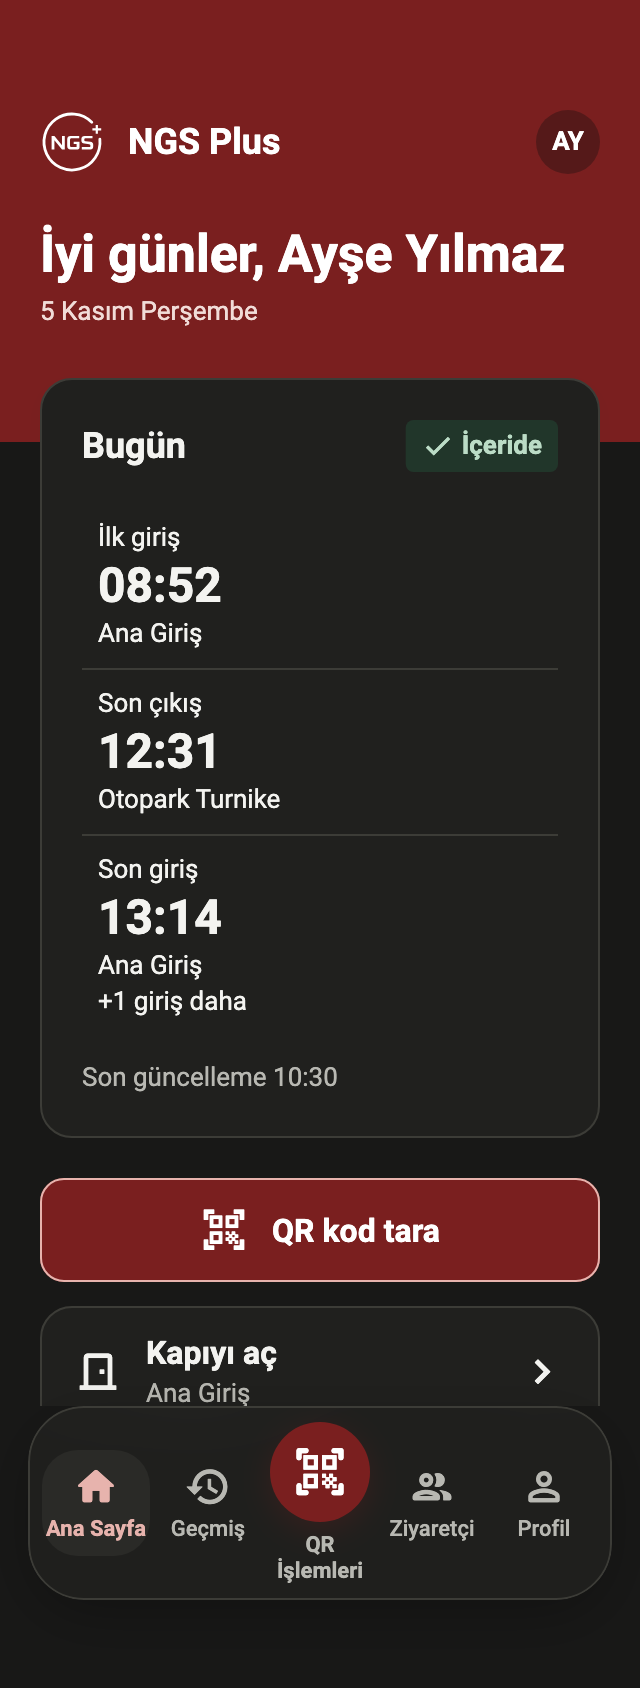 NGS+
NGS Plus
AY
İyi günler, Ayşe Yılmaz
5 Kasım Perşembe
Bugün
İçeride
İlk giriş
08:52
Ana Giriş
Son çıkış
12:31
Otopark Turnike
Son giriş
13:14
Ana Giriş
+1 giriş daha
Son güncelleme 10:30
QR kod tara
Kapıyı aç
Ana Giriş
Ana Sayfa
Geçmiş
QR
İşlemleri
Ziyaretçi
Profil